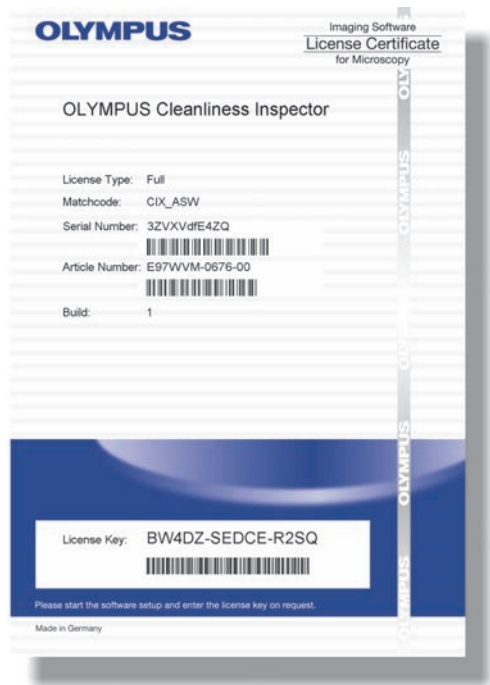 OLYMPUS
Imaging Software
License Certificate
for Microscopy
OLYMPUS Cleanliness Inspector
License Type: Full
Matchcode: CIX_ASW
Serial Number: 3ZVXVdfE4ZQ
Article Number: E97WVM-0676-00
Build: 1
License Key: BW4DZ-SEDCE-R2SQ
Please start the software setup and enter the license key on request.
Made in Germany
OLYMPUS
OLYMPUS
OLYMPUS